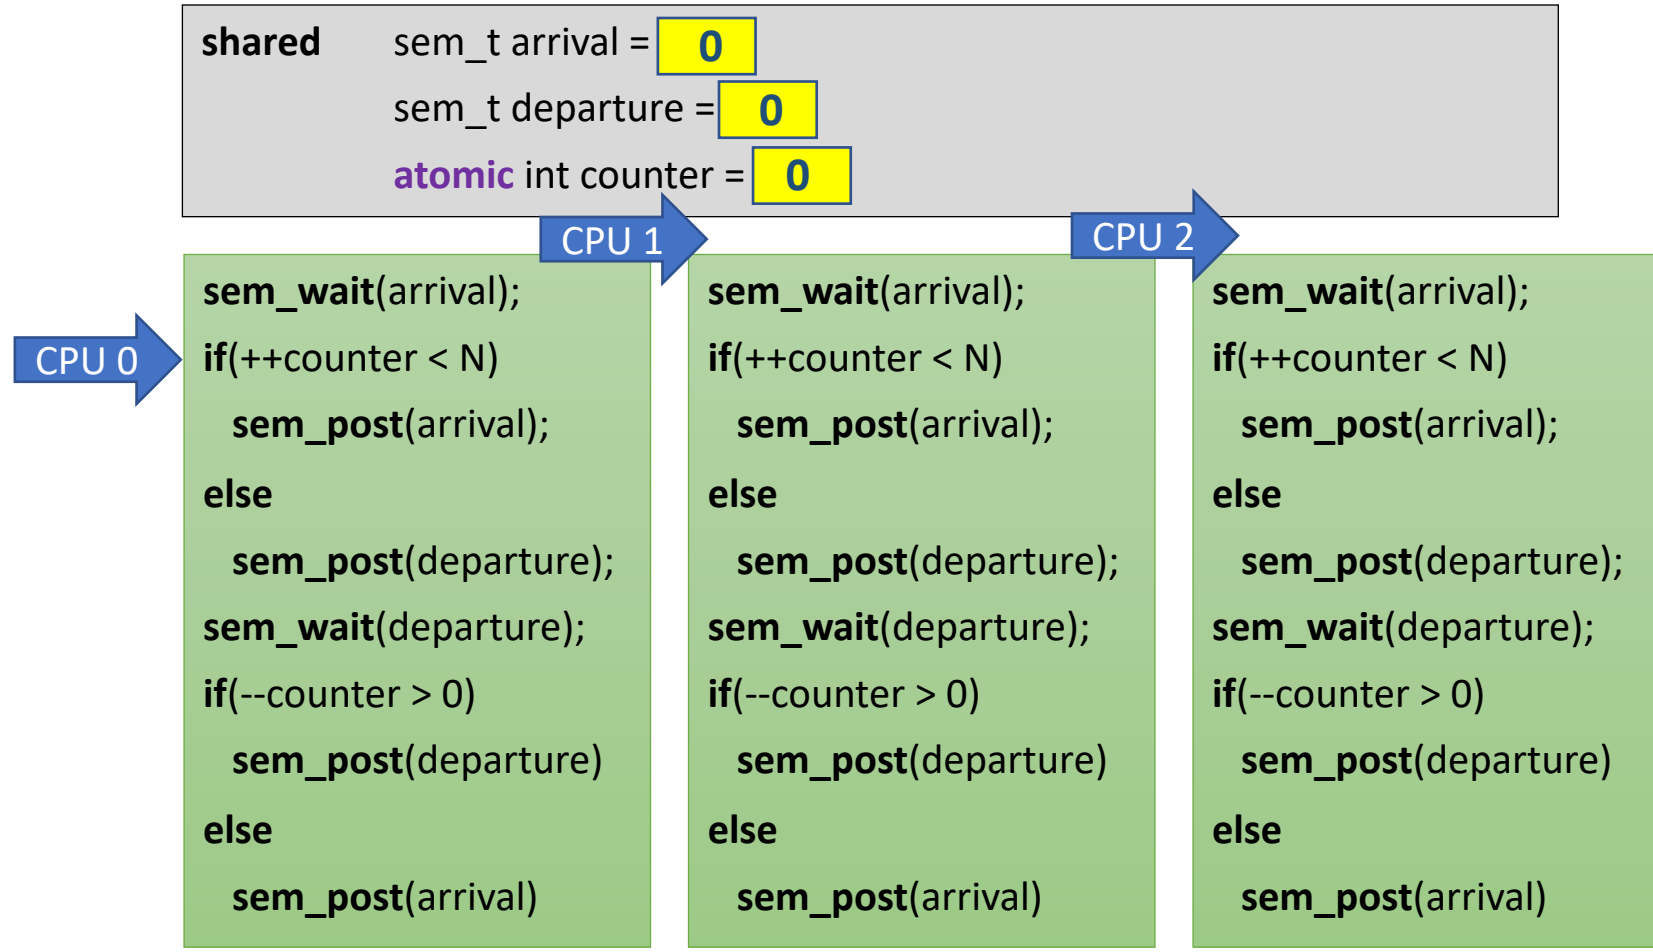 shared sem_t arrival = 0
sem_t departure = 0
atomic int counter = 0
CPU 1
CPU 2
CPU 0
sem_wait(arrival);
if(++counter < N)
sem_post(arrival);
else
sem_post(departure);
sem_wait(departure);
if(--counter > 0)
sem_post(departure)
else
sem_post(arrival)
sem_wait(arrival);
if(++counter < N)
sem_post(arrival);
else
sem_post(departure);
sem_wait(departure);
if(--counter > 0)
sem_post(departure)
else
sem_post(arrival)
sem_wait(arrival);
if(++counter < N)
sem_post(arrival);
else
sem_post(departure);
sem_wait(departure);
if(--counter > 0)
sem_post(departure)
else
sem_post(arrival)